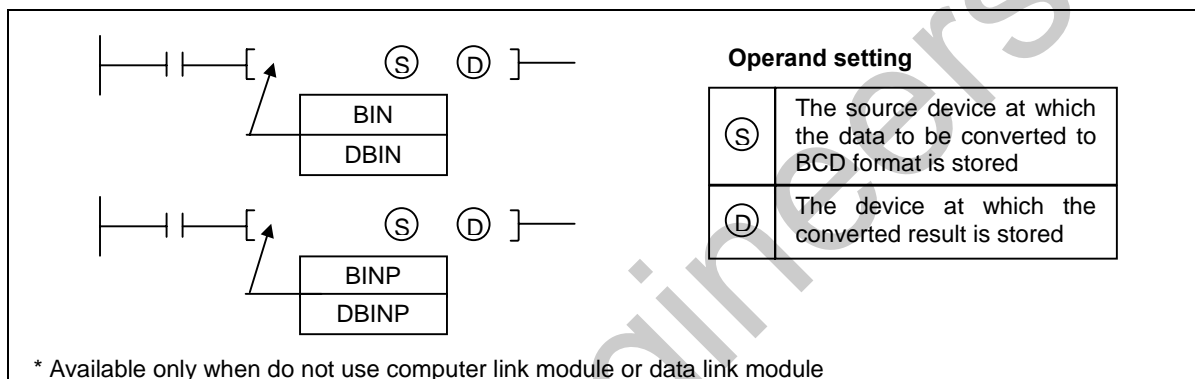 S D
BIN
DBIN
S D
BINP
DBINP
Operand setting
S The source device at which
the data to be converted to
BCD format is stored
D The device at which the
converted result is stored
* Available only when do not use computer link module or data link module
gineers